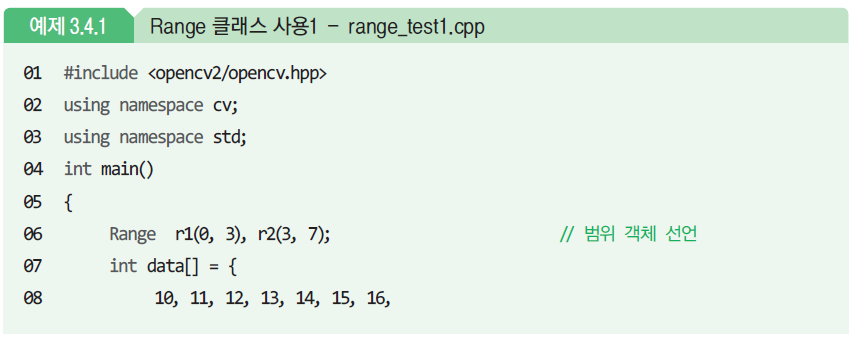 예제 3.4.1 Range 클래스 사용1 - range_test1.cpp
01 #include <opencv2/opencv.hpp>
02 using namespace cv;
03 using namespace std;
04 int main()
05 {
06 Range r1(0, 3), r2(3, 7); // 범위 객체 선언
07 int data[] = {
08 10, 11, 12, 13, 14, 15, 16,